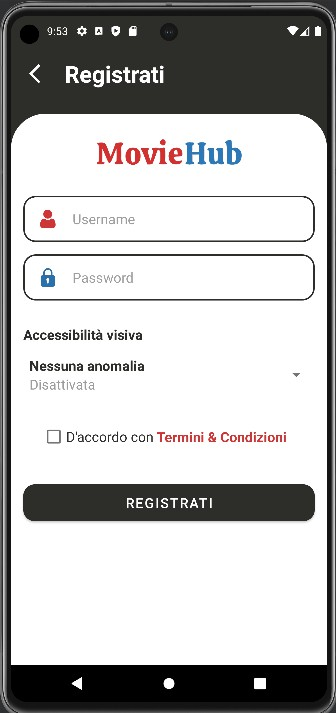 9:53
Registrati
MovieHub
Username
Password
Accessibilità visiva
Nessuna anomalia
Disattivata
D'accordo con Termini & Condizioni
REGISTRATI